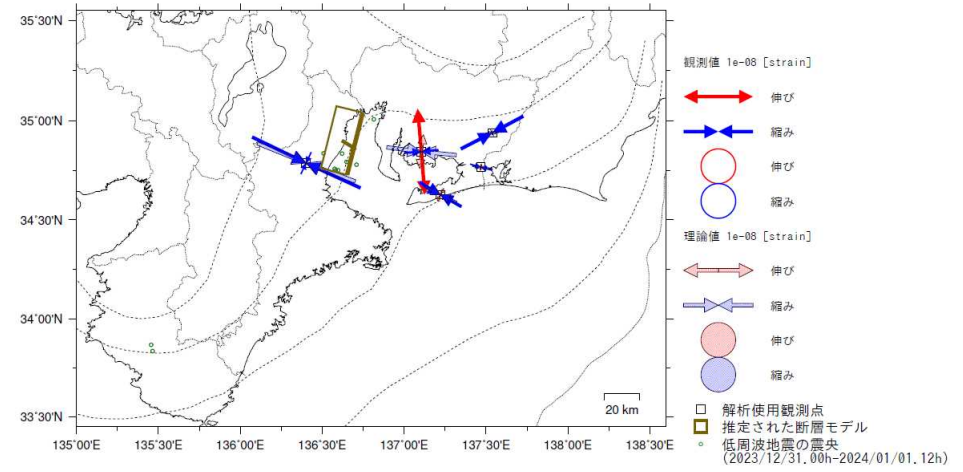 35°30'N
35°00'N
34°30'N
34°00'N
33°30'N
135°00'E
135°30'E
136°00'E
136°30'E
137°00'E
137°30'E
138°00'E
138°30'E
20 km
観測値 1e-08 [strain]
伸び
縮み
伸び
縮み
理論値 1e-08 [strain]
伸び
縮み
伸び
縮み
解析使用観測点
推定された断層モデル
低周波地震の震央
(2023/12/31.00h-2024/01/01.12h)